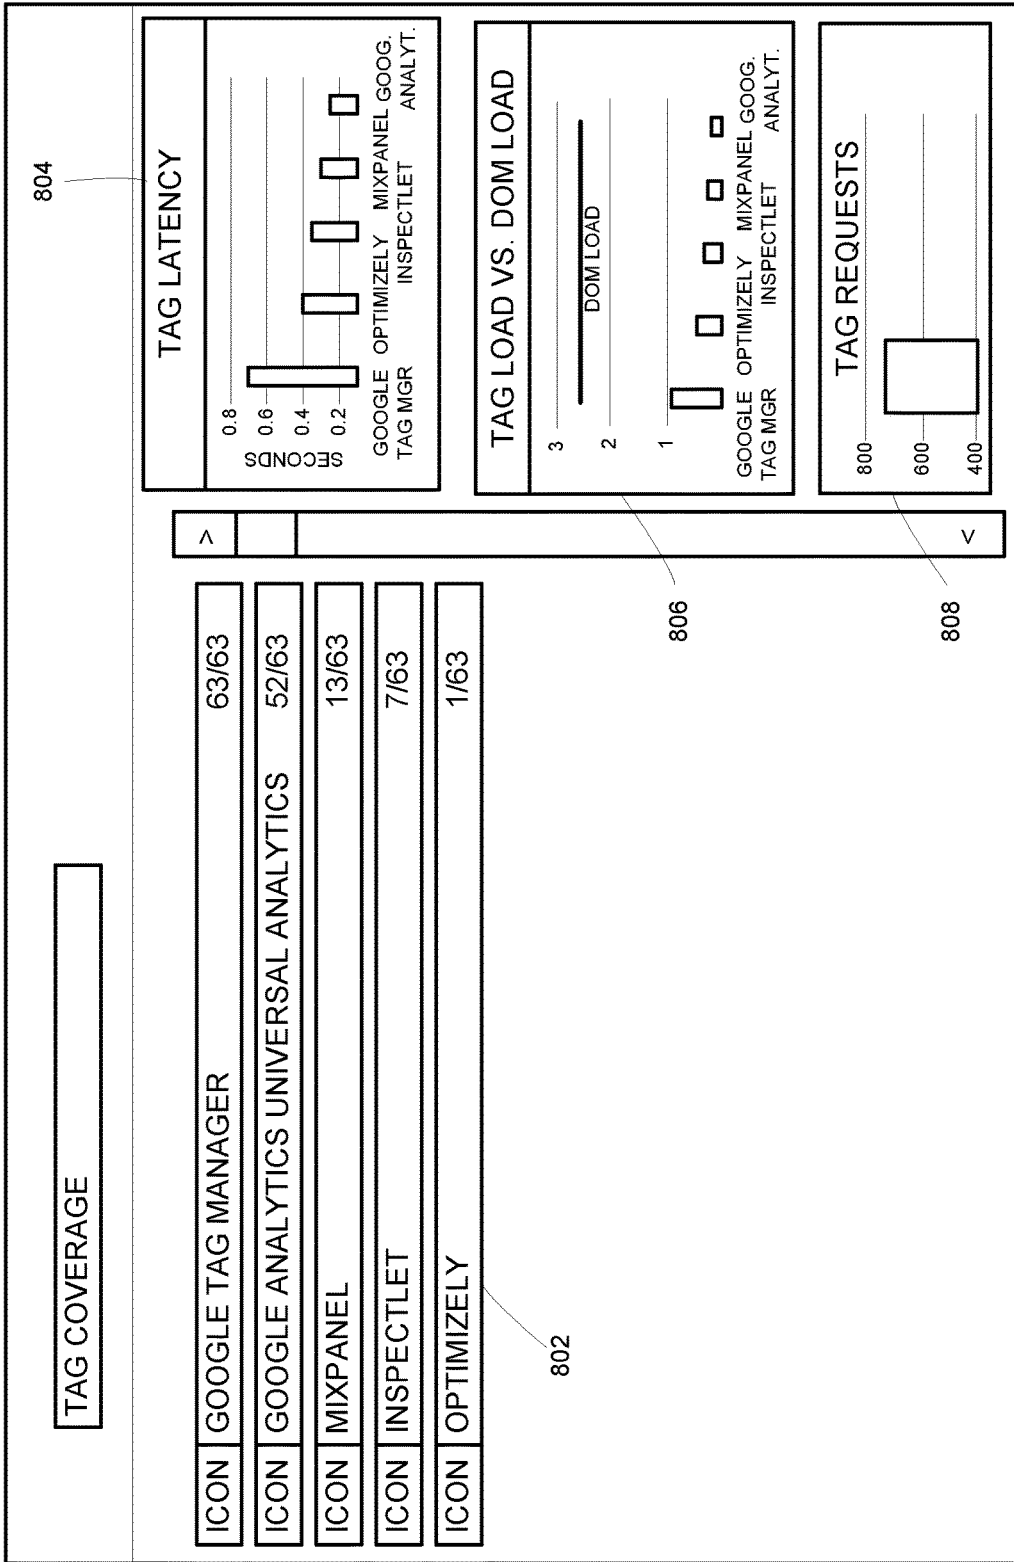 TAG COVERAGE
ICON GOOGLE TAG MANAGER 63/63
ICON GOOGLE ANALYTICS UNIVERSAL ANALYTICS 52/63
ICON MIXPANEL 13/63
ICON INSPECTLET 7/63
ICON OPTIMIZELY 1/63
802
<
>
804
TAG LATENCY
SECONDS
0.8
0.6
0.4
0.2
GOOGLE OPTIMIZELY MIXPANEL GOOG.
TAG MGR INSPECTLET ANALYT.
806
TAG LOAD VS. DOM LOAD
3
2
1
DOM LOAD
GOOGLE OPTIMIZELY MIXPANEL GOOG.
TAG MGR INSPECTLET ANALYT.
808
TAG REQUESTS
800
600
400